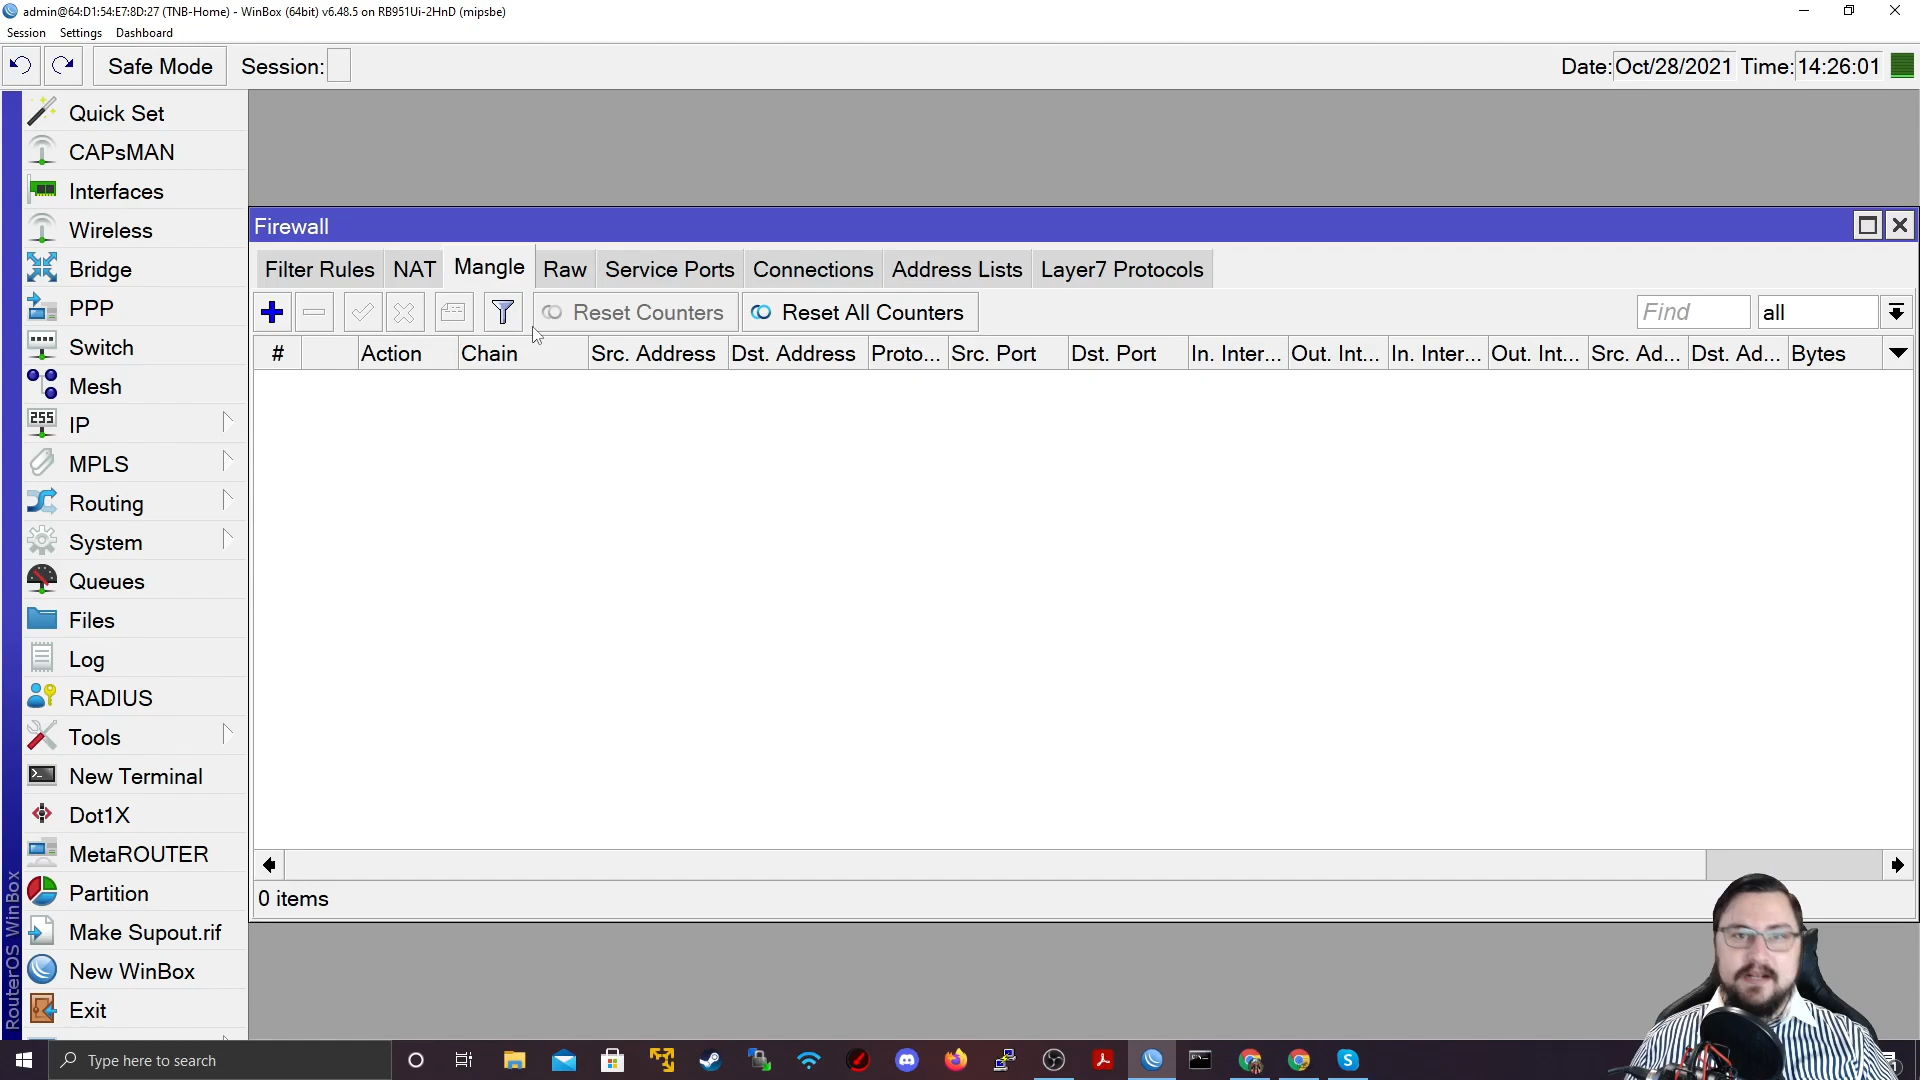 admin@64:D1:54:E7:8D:27 (TNB-Home) - WinBox (64bit) v6.48.5 on RB951Ui-2HnD (mipsbe)
Session Settings Dashboard
Safe Mode Session: Date: Oct/28/2021 Time: 14:26:01
Quick Set
CAPsMAN
Interfaces
Wireless
Bridge
PPP
Switch
Mesh
255 IP
MPLS
Routing
System
Queues
Files
Log
RADIUS
Tools
New Terminal
Dot1X
MetaROUTER
Partition
Make Supout.rif
New WinBox
Exit
RouterOS WinBox
Firewall
Filter Rules NAT Mangle Raw Service Ports Connections Address Lists Layer7 Protocols
Reset Counters Reset All Counters Find all
# Action Chain Src. Address Dst. Address Proto... Src. Port Dst. Port In. Inter... Out. Int... In. Inter... Out. Int... Src. Ad... Dst. Ad... Bytes
0 items
Type here to search